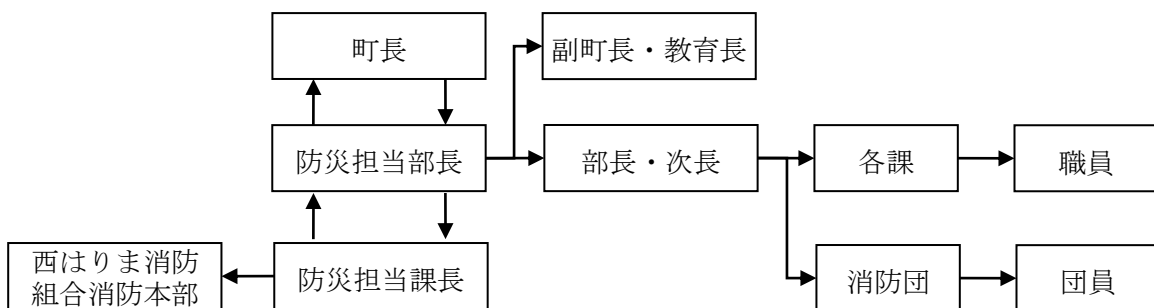 町長
副町長・教育長
防災担当部長
部長・次長
各課
職員
西はりま消防
組合消防本部
防災担当課長
消防団
団員